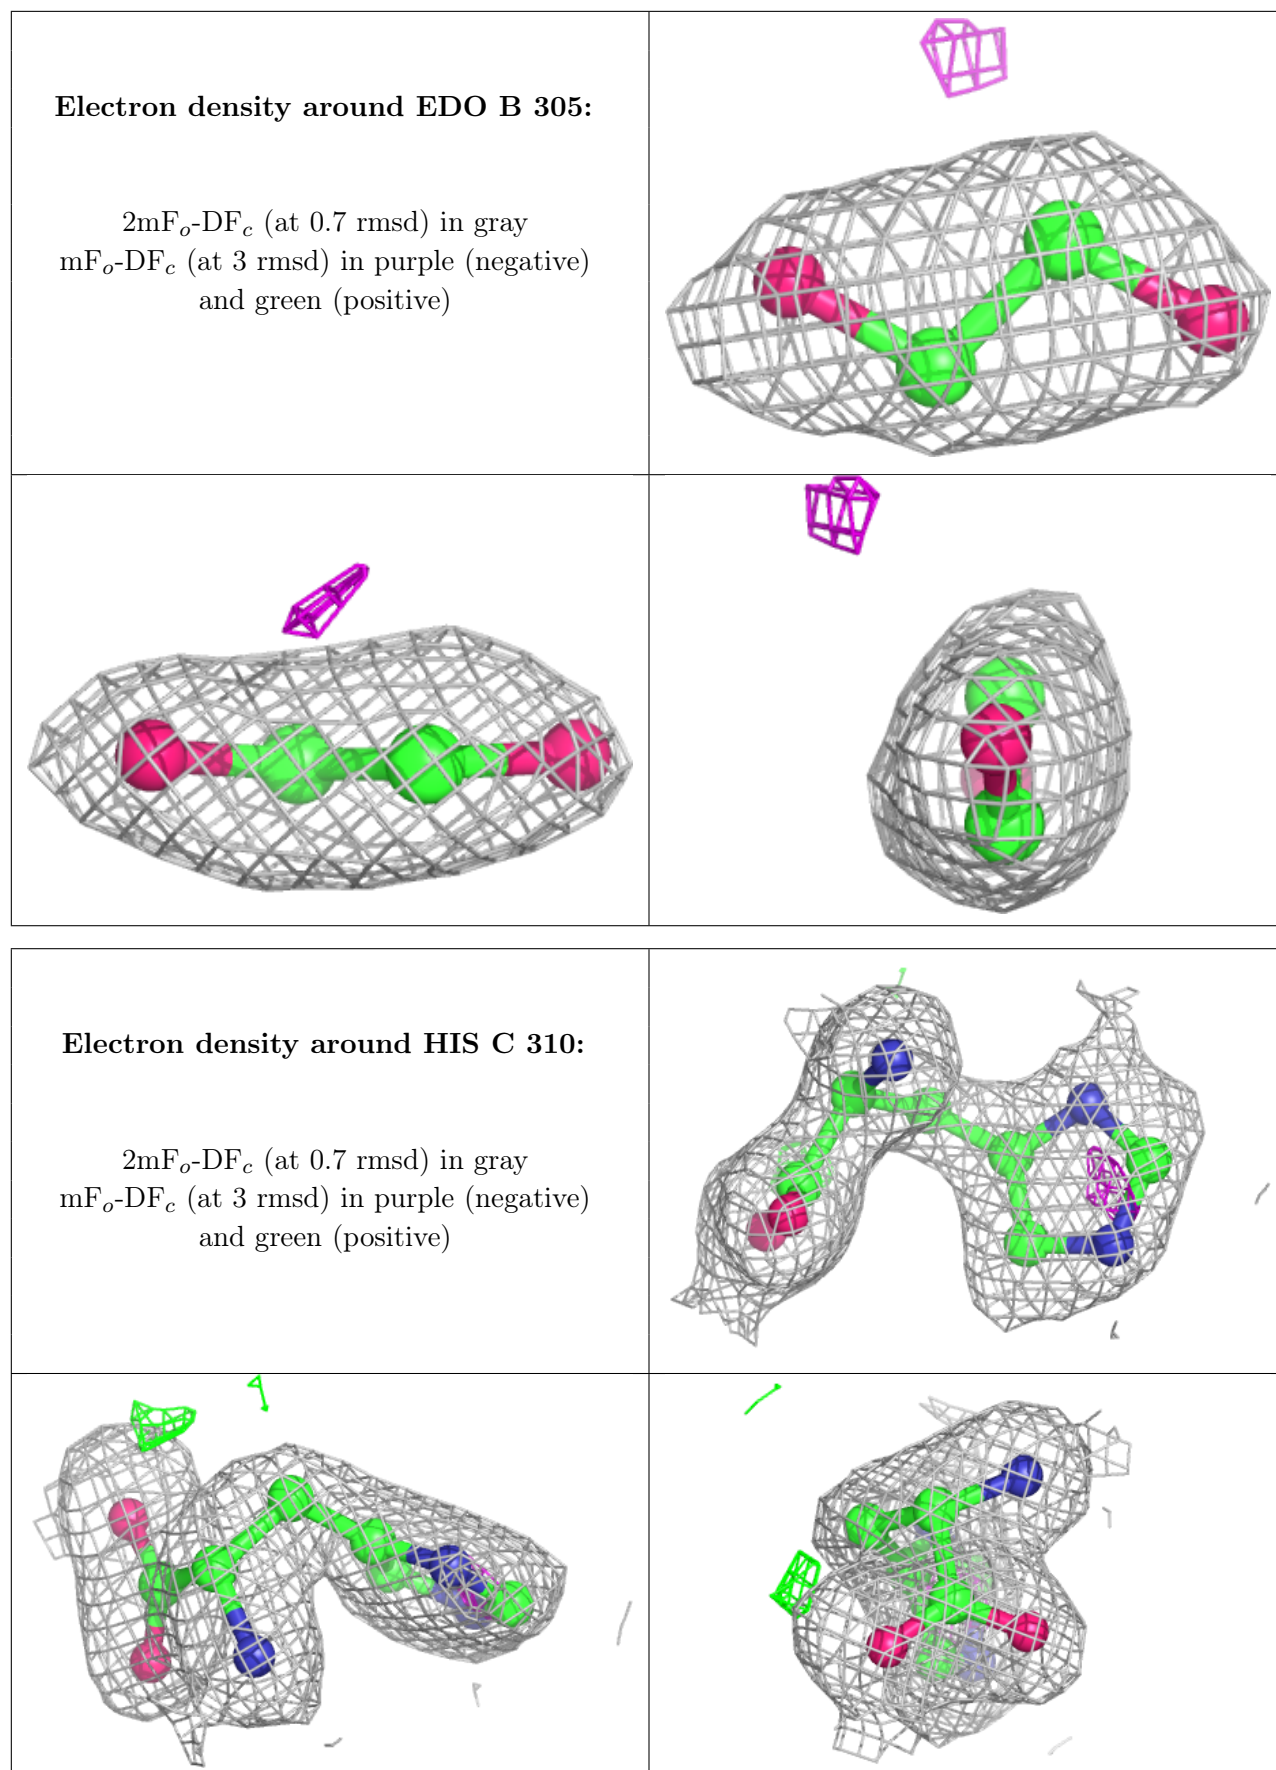 Electron density around EDO B 305:
2mFo-DFc (at 0.7 rmsd) in gray
mFo-DFc (at 3 rmsd) in purple (negative)
and green (positive)
Electron density around HIS C 310:
2mFo-DFc (at 0.7 rmsd) in gray
mFo-DFc (at 3 rmsd) in purple (negative)
and green (positive)